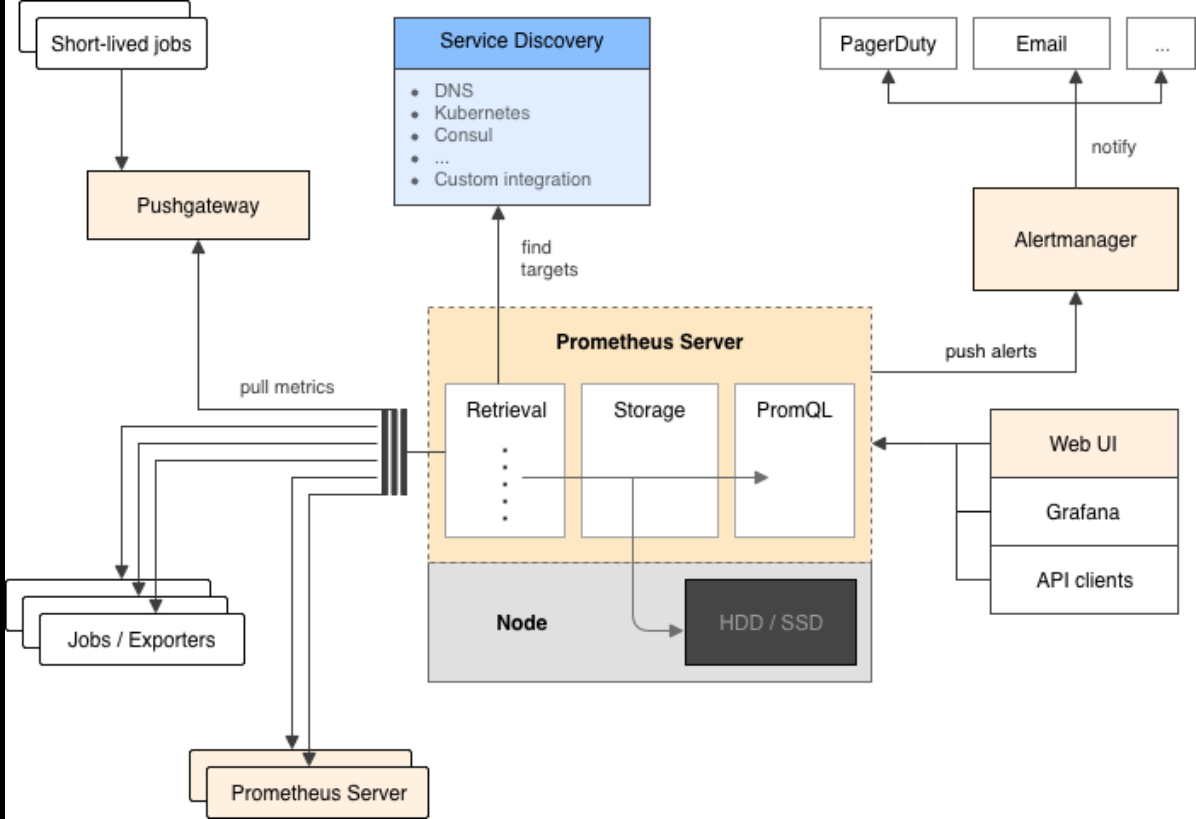 Short-lived jobs
Pushgateway
Service Discovery
DNS
Kubernetes
Consul
...
Custom integration
find
targets
PagerDuty
Email
...
notify
Alertmanager
push alerts
pull metrics
Prometheus Server
Retrieval
Storage
PromQL
Node
HDD / SSD
Web UI
Grafana
API clients
Jobs / Exporters
Prometheus Server